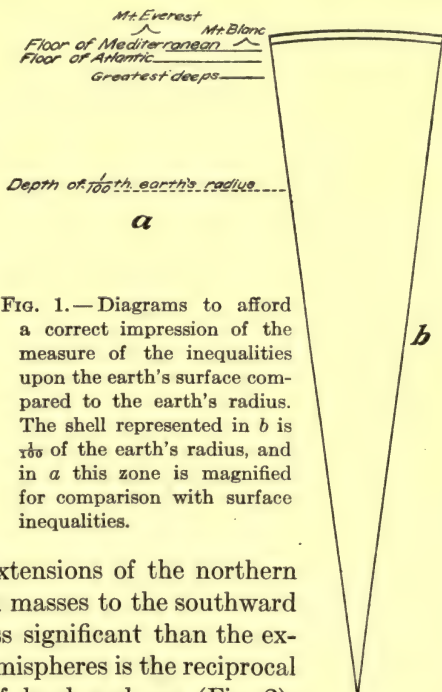 Mt. Everest
Mt. Blanc
Floor of Mediterranean
Floor of Atlantic
Greatest deeps
Depth of 1/100 th. earth's radius
a
b
FIG. 1.—Diagrams to afford
a correct impression of the
measure of the inequalities
upon the earth's surface com-
pared to the earth's radius.
The shell represented in b is
1/100 of the earth's radius, and
in a this zone is magnified
for comparison with surface
inequalities.
xtensions of the northern
masses to the southward
ss significant than the ex-
mispheres is the reciprocal
(Fig. 2)